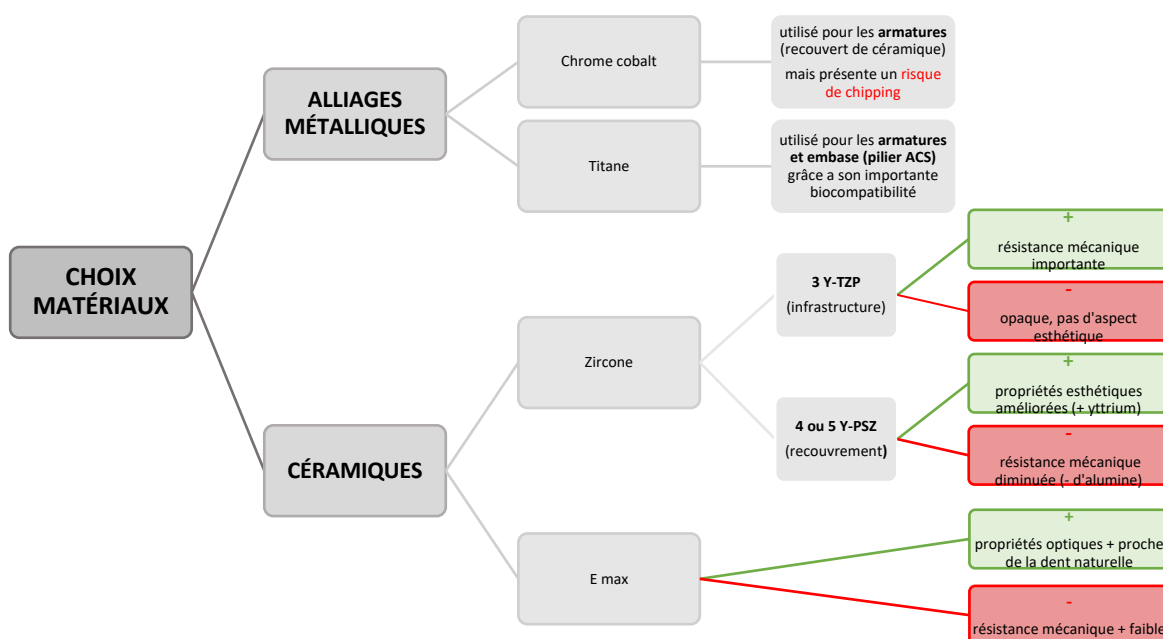 CHOIX
MATÉRIAUX
ALLIAGES
MÉTALLIQUES
Chrome cobalt
utilisé pour les armatures
(recouvert de céramique)
mais présente un risque
de chipping
Titane
utilisé pour les armatures
et embase (pilier ACS)
grâce a son importante
biocompatibilité
CÉRAMIQUES
Zircone
3 Y-TZP
(infrastructure)
+
résistance mécanique
importante
-
opaque, pas d'aspect
esthétique
4 ou 5 Y-PSZ
(recouvrement)
+
propriétés esthétiques
améliorées (+ yttrium)
-
résistance mécanique
diminuée (- d'alumine)
E max
+
propriétés optiques + proche
de la dent naturelle
-
résistance mécanique + faible